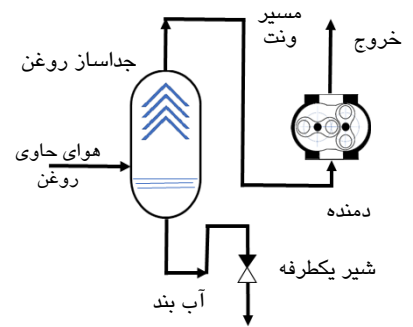 مسیر
ونت
خروج
جداساز روغن
هوای حاوی
روغن
دمنده
شیر یکطرفه
آب بند